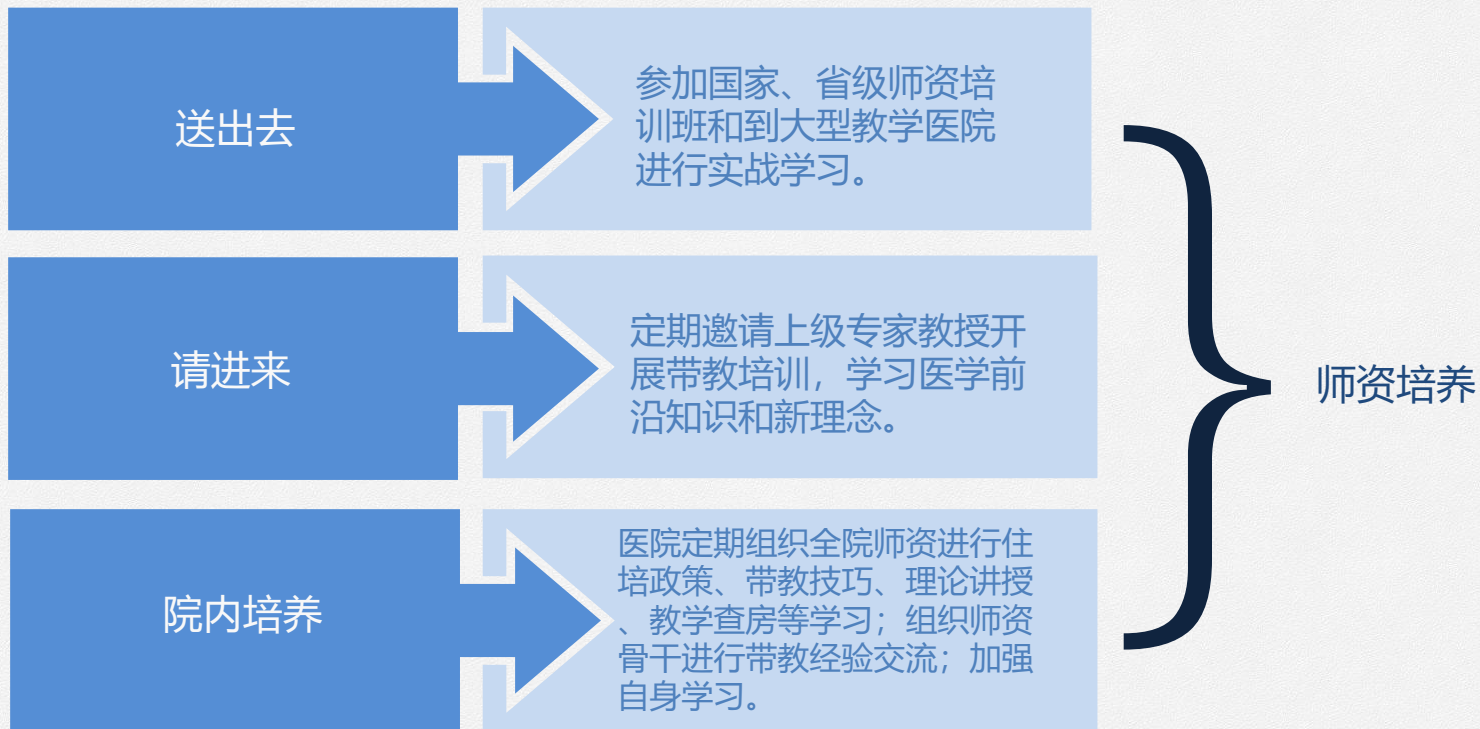 送出去
参加国家、省级师资培
训班和到大型教学医院
进行实战学习。
请进来
定期邀请上级专家教授开
展带教培训，学习医学前
沿知识和新理念。
院内培养
医院定期组织全院师资进行住
培政策、带教技巧、理论讲授
、教学查房等学习；组织师资
骨干进行带教经验交流；加强
自身学习。
师资培养